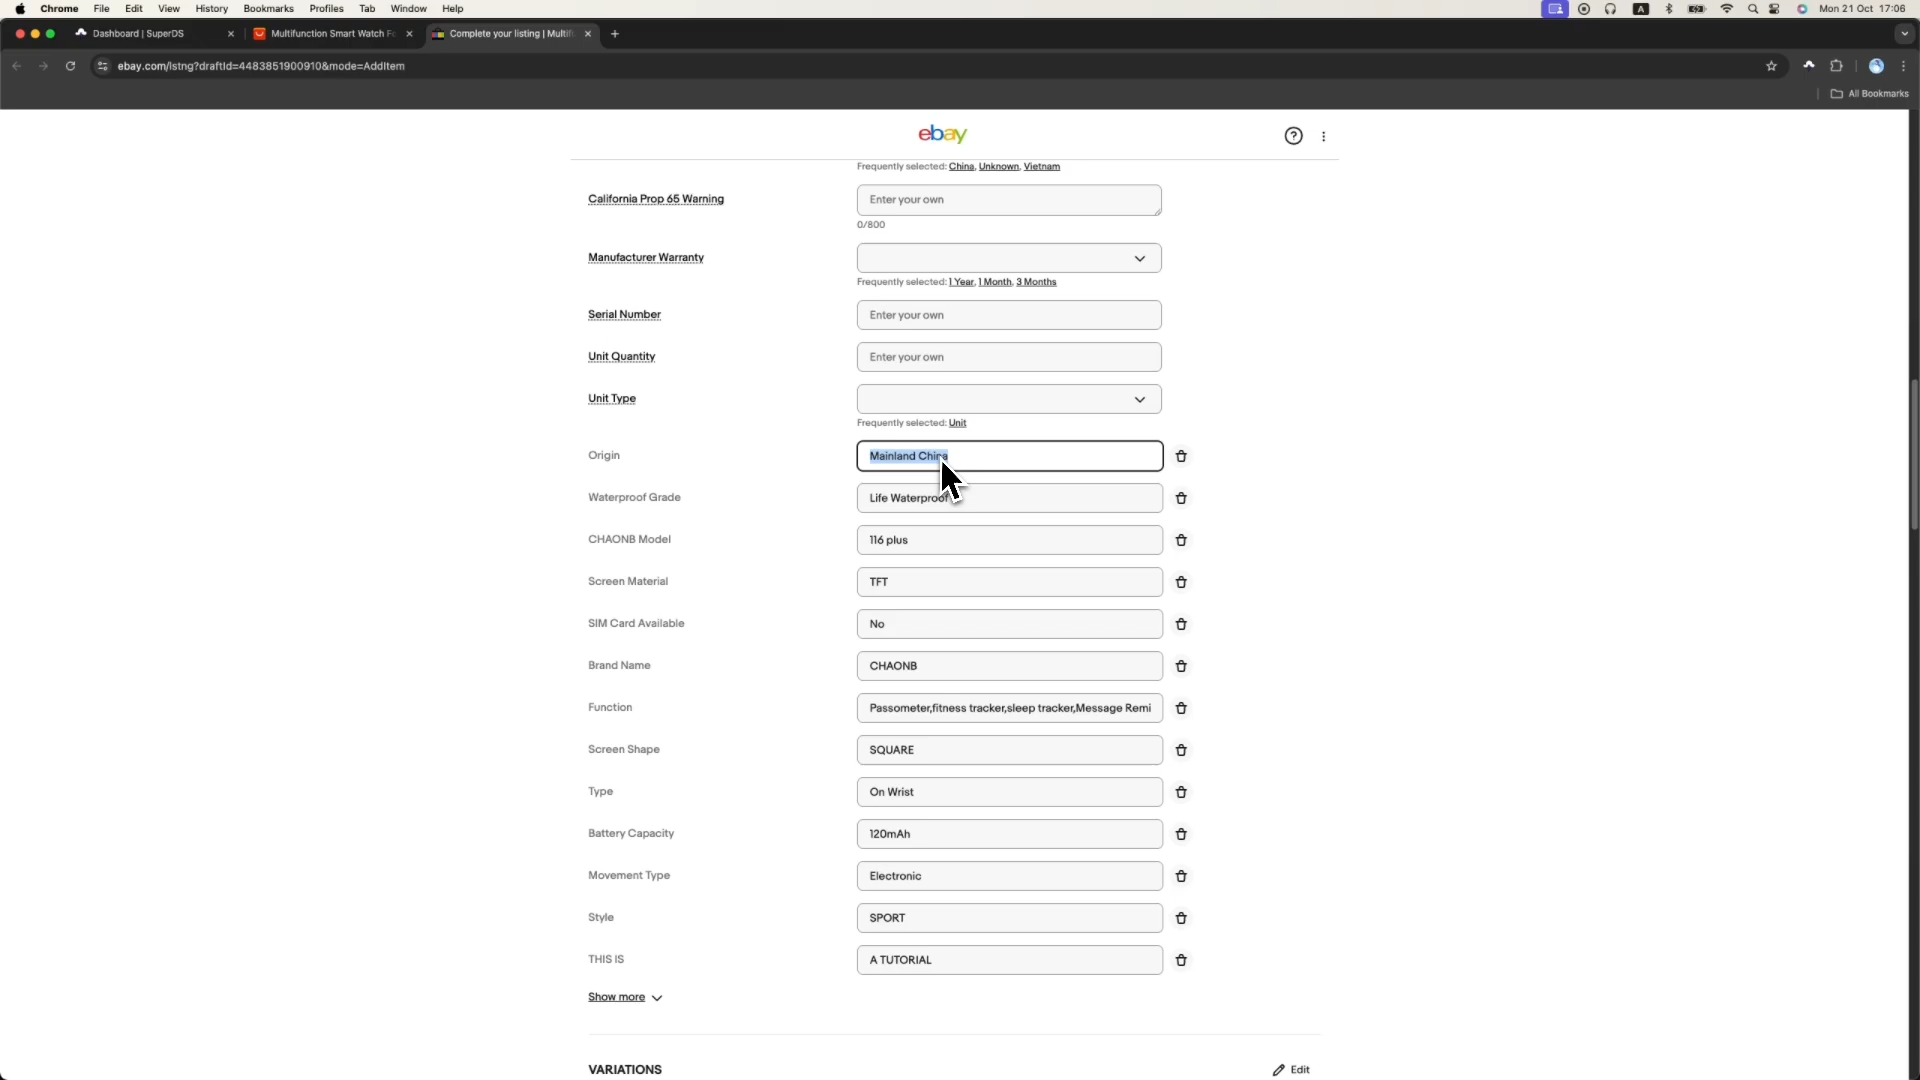 Chrome File Edit View History Bookmarks Profiles Tab Window Help
A Mon 21 Oct 17:06
Dashboard | SuperDS
Multifunction Smart Watch Fo
Complete your listing | Multifu
ebay.com/lstng?draftId=4483851900910&mode=AddItem
All Bookmarks
ebay
Frequently selected: China, Unknown, Vietnam
California Prop 65 Warning
Enter your own
0/800
Manufacturer Warranty
Frequently selected: 1 Year, 1 Month, 3 Months
Serial Number
Enter your own
Unit Quantity
Enter your own
Unit Type
Frequently selected: Unit
Origin
Mainland China
Waterproof Grade
Life Waterproof
CHAONB Model
116 plus
Screen Material
TFT
SIM Card Available
No
Brand Name
CHAONB
Function
Passometer,fitness tracker,sleep tracker,Message Remi
Screen Shape
SQUARE
Type
On Wrist
Battery Capacity
120mAh
Movement Type
Electronic
Style
SPORT
THIS IS
A TUTORIAL
Show more
VARIATIONS
Edit